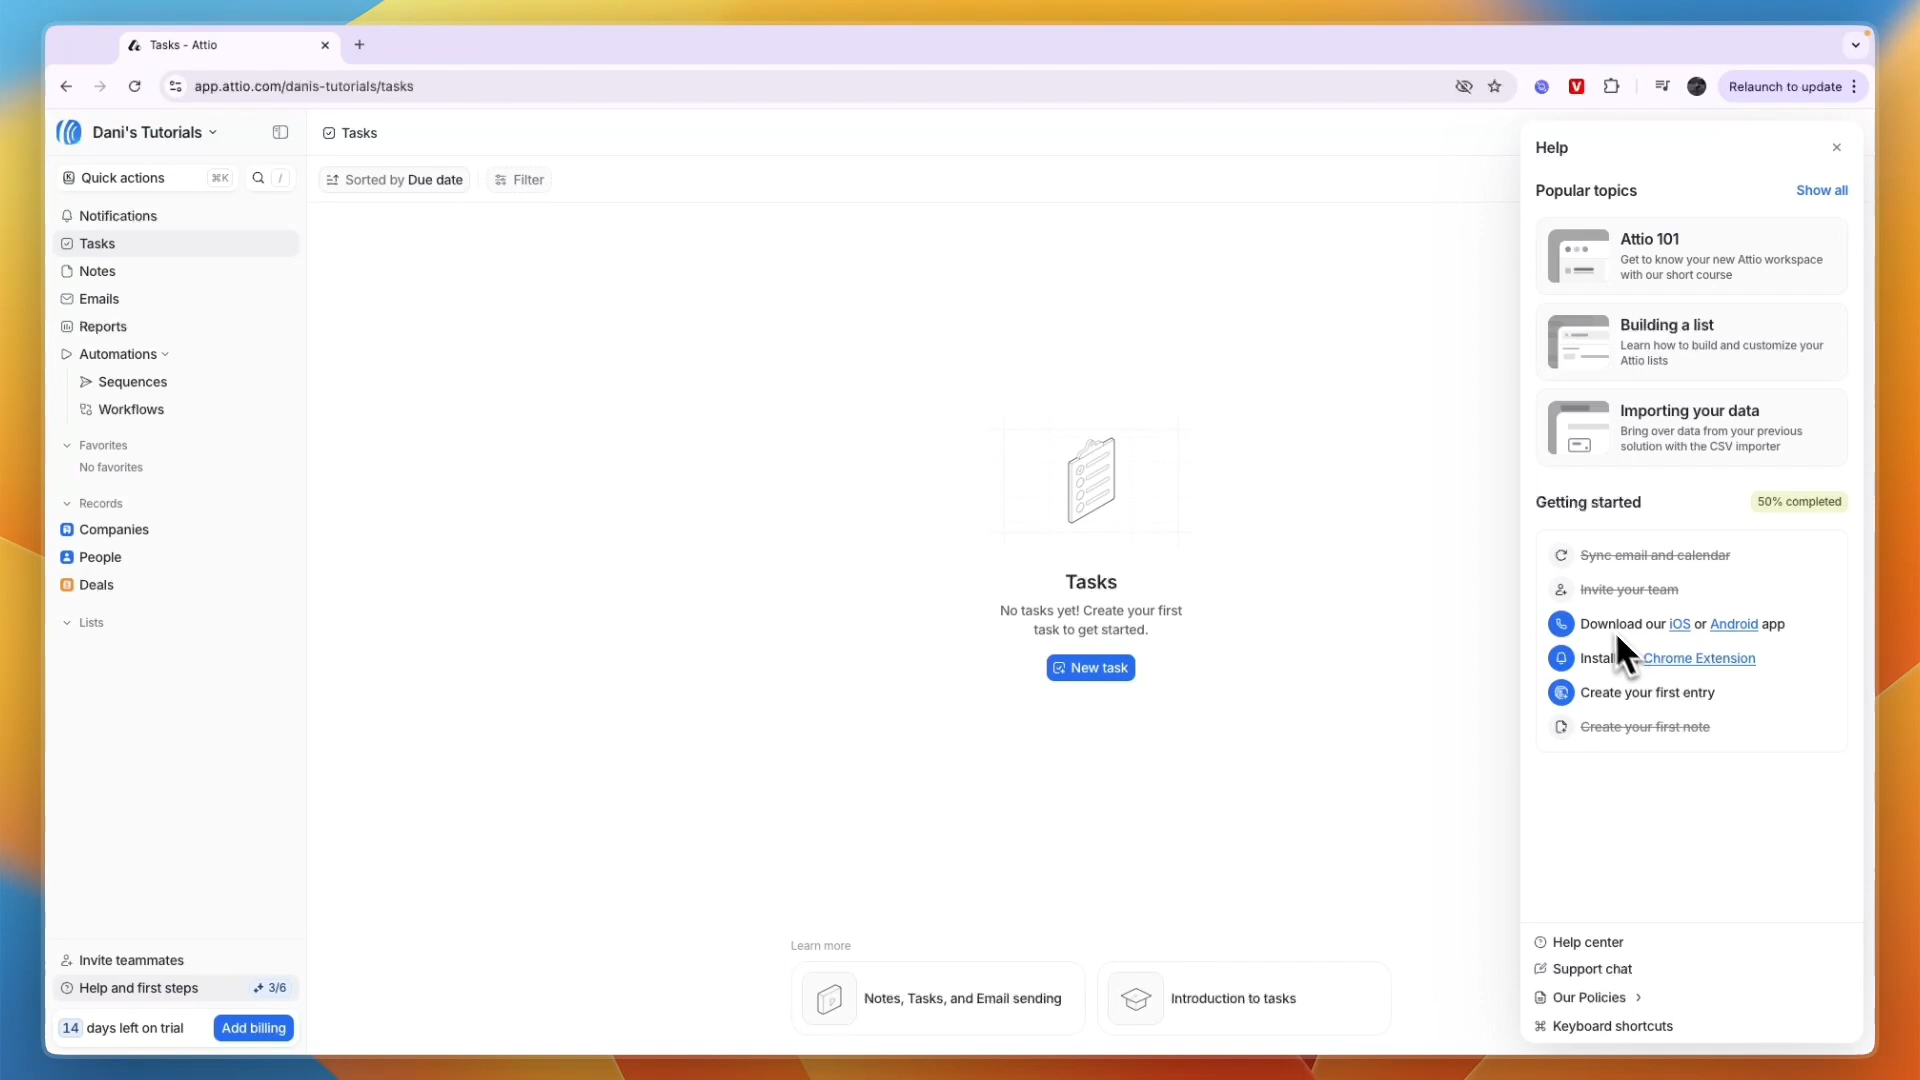 Tasks - Attio
app.attio.com/danis-tutorials/tasks
Relaunch to update
Dani's Tutorials
Tasks
Help
Quick actions ⌘K /
Sorted by Due date
Filter
Popular topics
Show all
Notifications
Tasks
Notes
Emails
Reports
Automations
Sequences
Workflows
Favorites
No favorites
Records
Companies
People
Deals
Lists
Attio 101
Get to know your new Attio workspace
with our short course
Building a list
Learn how to build and customize your
Attio lists
Importing your data
Bring over data from your previous
solution with the CSV importer
Getting started
50% completed
Sync email and calendar
Invite your team
Download our iOS or Android app
Chrome Extension
Create your first entry
Create your first note
Tasks
No tasks yet! Create your first
task to get started.
New task
Learn more
Notes, Tasks, and Email sending
Introduction to tasks
Invite teammates
Help and first steps 3/6
14 days left on trial
Add billing
Help center
Support chat
Our Policies
Keyboard shortcuts